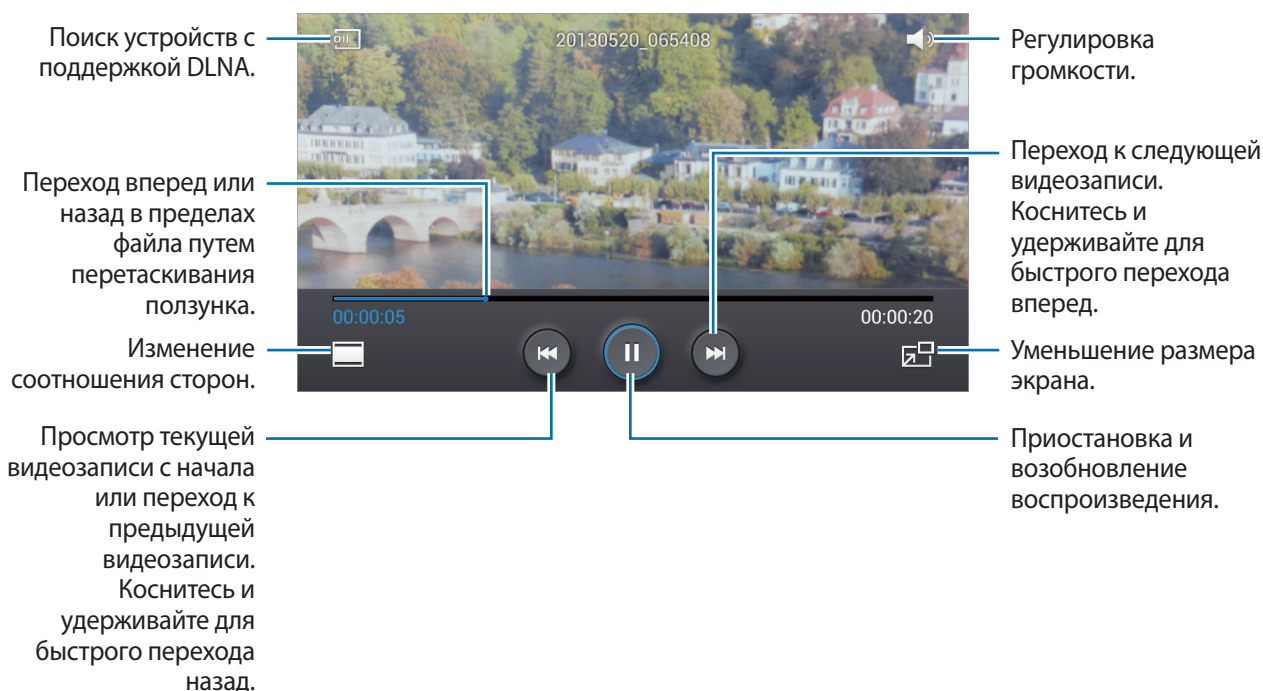 Поиск устройств с
поддержкой DLNA.
20130520_065408
Регулировка
громкости.
Переход вперед или
назад в пределах
файла путем
перетаскивания
ползунка.
Переход к следующей
видеозаписи.
Коснитесь и
удерживайте для
быстрого перехода
вперед.
00:00:05
00:00:20
Изменение
соотношения сторон.
Уменьшение размера
экрана.
Просмотр текущей
видеозаписи с начала
или переход к
предыдущей
видеозаписи.
Коснитесь и
удерживайте для
быстрого перехода
назад.
Приостановка и
возобновление
воспроизведения.